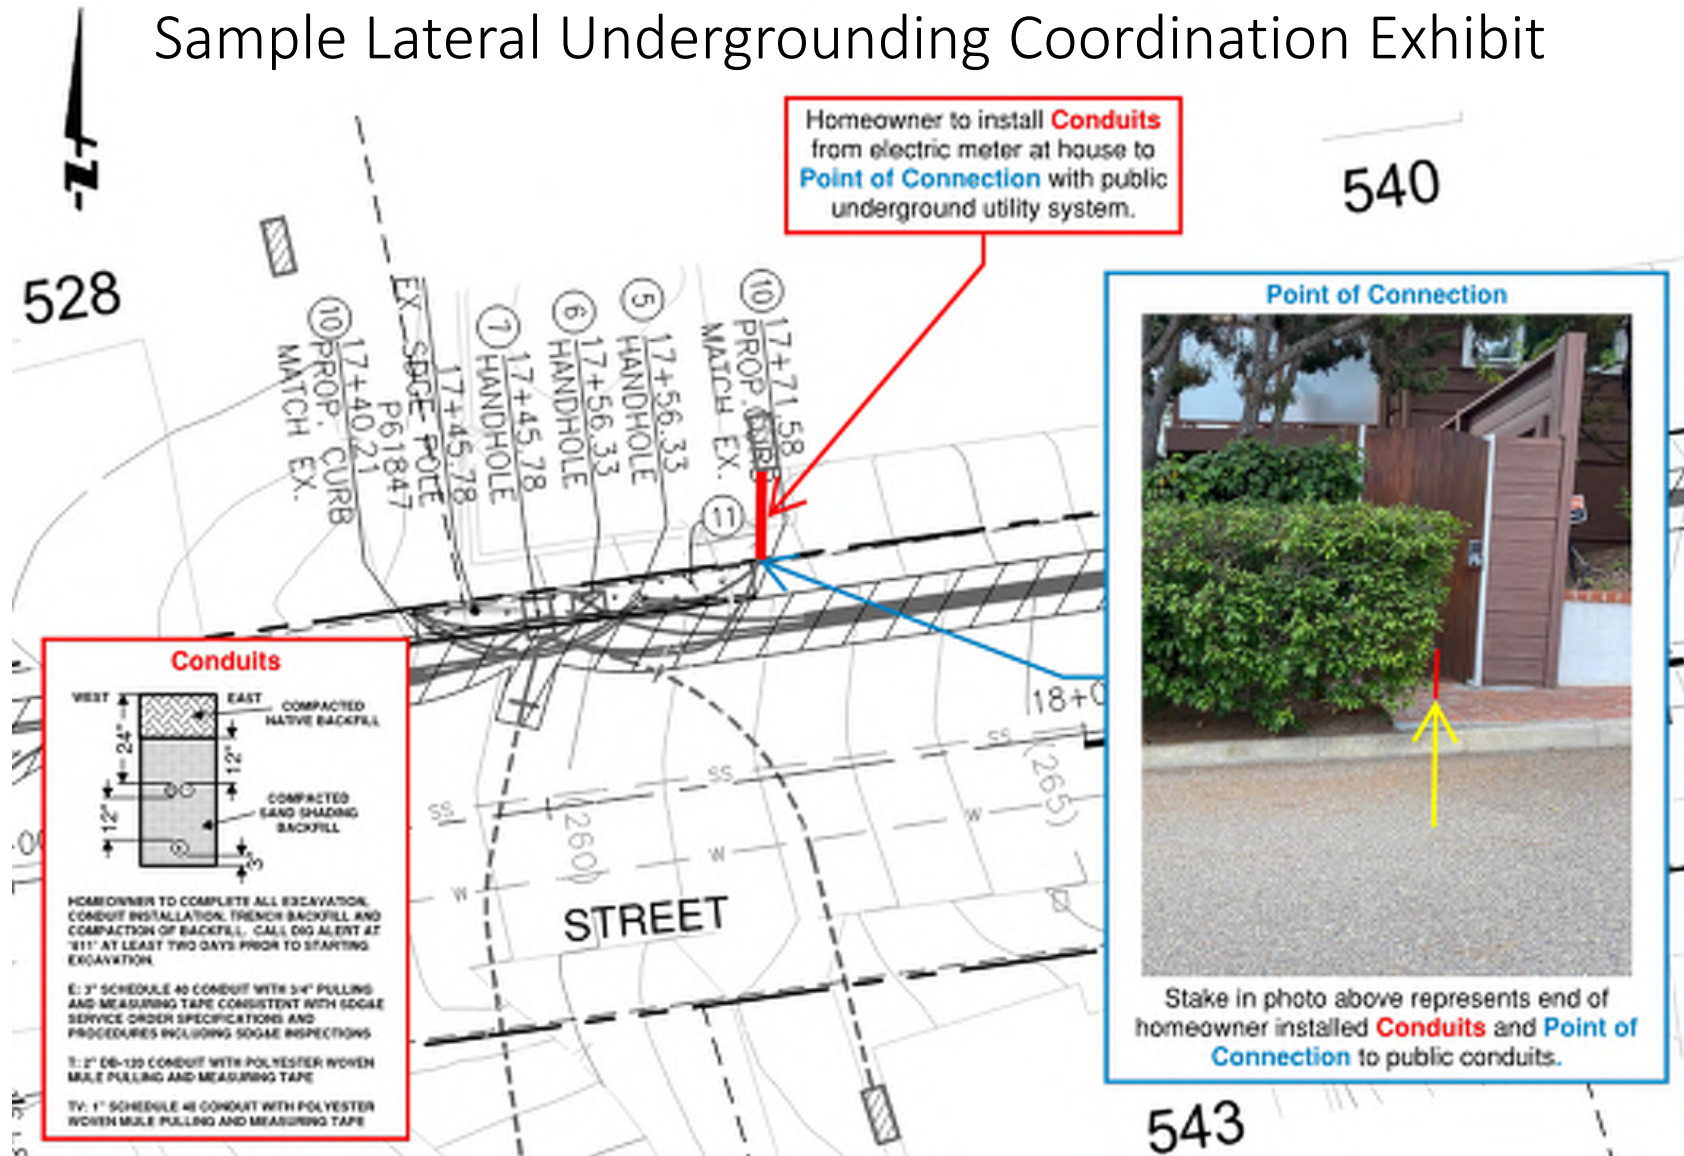 Sample Lateral Undergrounding Coordination Exhibit
Homeowner to install Conduits
from electric meter at house to
Point of Connection with public
underground utility system.
540
528
Point of Connection
10
17+40.21
PROP. CURB
MATCH EX.
EX SDGE POLE
P61847
17+45.78
7
17+45.78
HANDHOLE
6
17+56.33
HANDHOLE
5
17+56.33
HANDHOLE
10
17+71.58
PROP. CURB
MATCH EX.
11
Conduits
WEST
EAST
COMPACTED
NATIVE BACKFILL
24"
12"
COMPACTED
SAND SHADING
BACKFILL
12"
3"
HOMEOWNER TO COMPLETE ALL EXCAVATION,
CONDUIT INSTALLATION, TRENCH BACKFILL AND
COMPACTION OF BACKFILL. CALL DIG ALERT AT
'811' AT LEAST TWO DAYS PRIOR TO STARTING
EXCAVATION.
E: 3" SCHEDULE 40 CONDUIT WITH 3/4" PULLING
AND MEASURING TAPE CONSISTENT WITH SDG&E
SERVICE ORDER SPECIFICATIONS AND
PROCEDURES INCLUDING SDG&E INSPECTIONS
T: 2" DB-120 CONDUIT WITH POLYESTER WOVEN
MULE PULLING AND MEASURING TAPE
TV: 1" SCHEDULE 40 CONDUIT WITH POLYESTER
WOVEN MULE PULLING AND MEASURING TAPE
18+0
SS
SS
SS
(265)
(260)
W
W
W
STREET
Stake in photo above represents end of
homeowner installed Conduits and Point of
Connection to public conduits.
543